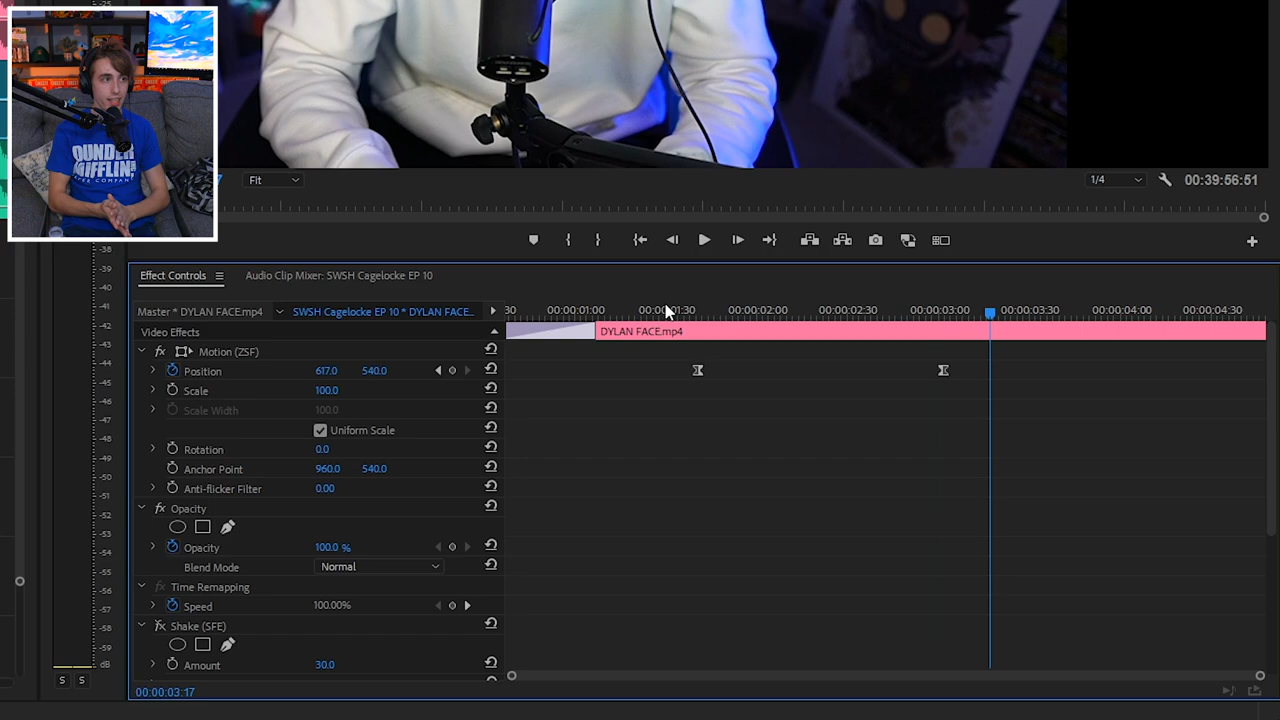 DUNDER
MIFFLIN
PER COMPANY
Fit
1/4
00:39:56:51
Effect Controls
Audio Clip Mixer: SWSH Cagelocke EP 10
Master * DYLAN FACE.mp4
SWSH Cagelocke EP 10 * DYLAN FACE...
:30
00:00:01:00
00:00:01:30
00:00:02:00
00:00:02:30
00:00:03:00
00:00:03:30
00:00:04:00
00:00:04:30
Video Effects
DYLAN FACE.mp4
fx Motion (ZSF)
Position 617.0 540.0
Scale 100.0
Scale Width 100.0
Uniform Scale
Rotation 0.0
Anchor Point 960.0 540.0
Anti-flicker Filter 0.00
fx Opacity
Opacity 100.0 %
Blend Mode Normal
fx Time Remapping
Speed 100.00%
fx Shake (SFE)
Amount 30.0
00:00:03:17
-38
-39
-40
-41
-42
-43
-44
-45
-46
-47
-48
-49
-50
-51
-52
-53
-54
-55
-56
-57
-58
-59
dB
S S